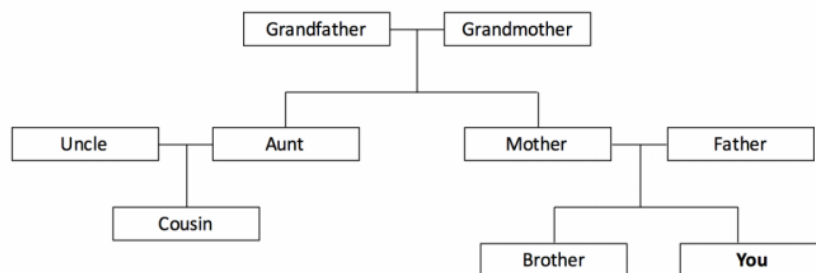 Grandfather
Grandmother
Uncle
Aunt
Mother
Father
Cousin
Brother
You